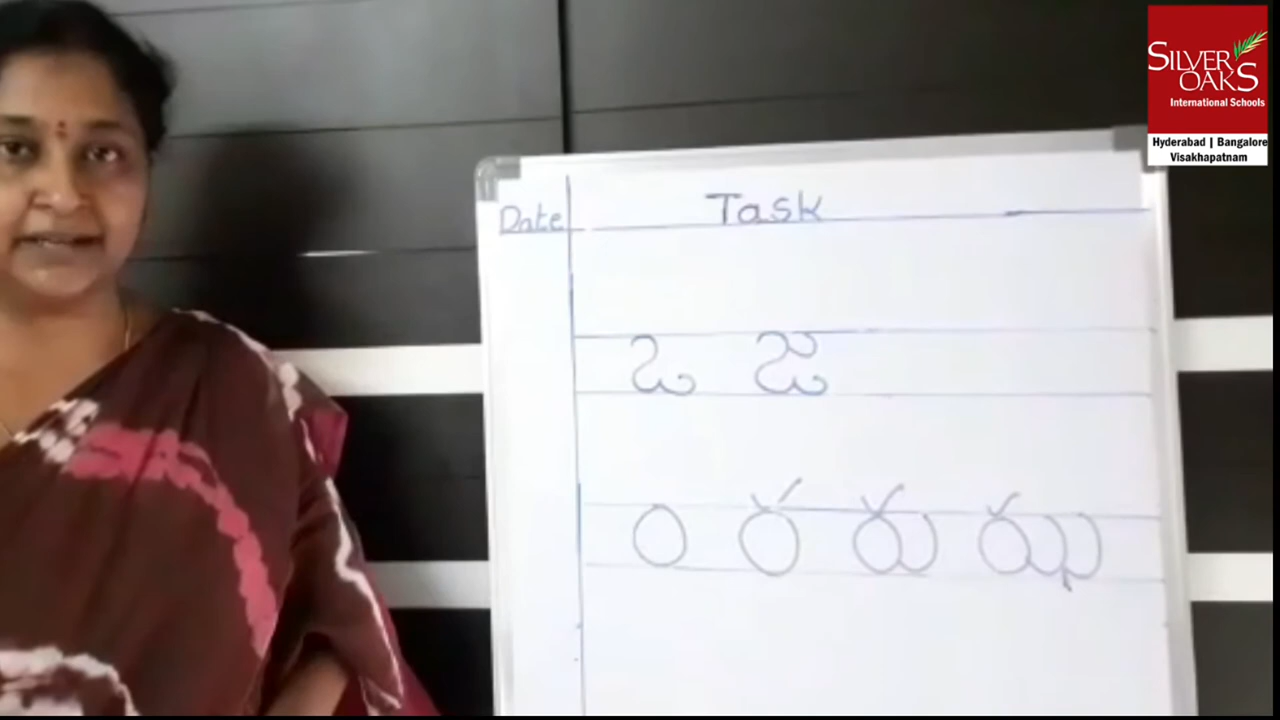 SILVER OAKS
International Schools
Hyderabad | Bangalore
Visakhapatnam
Date Task
ఒ జ
ం ర రు ఝ